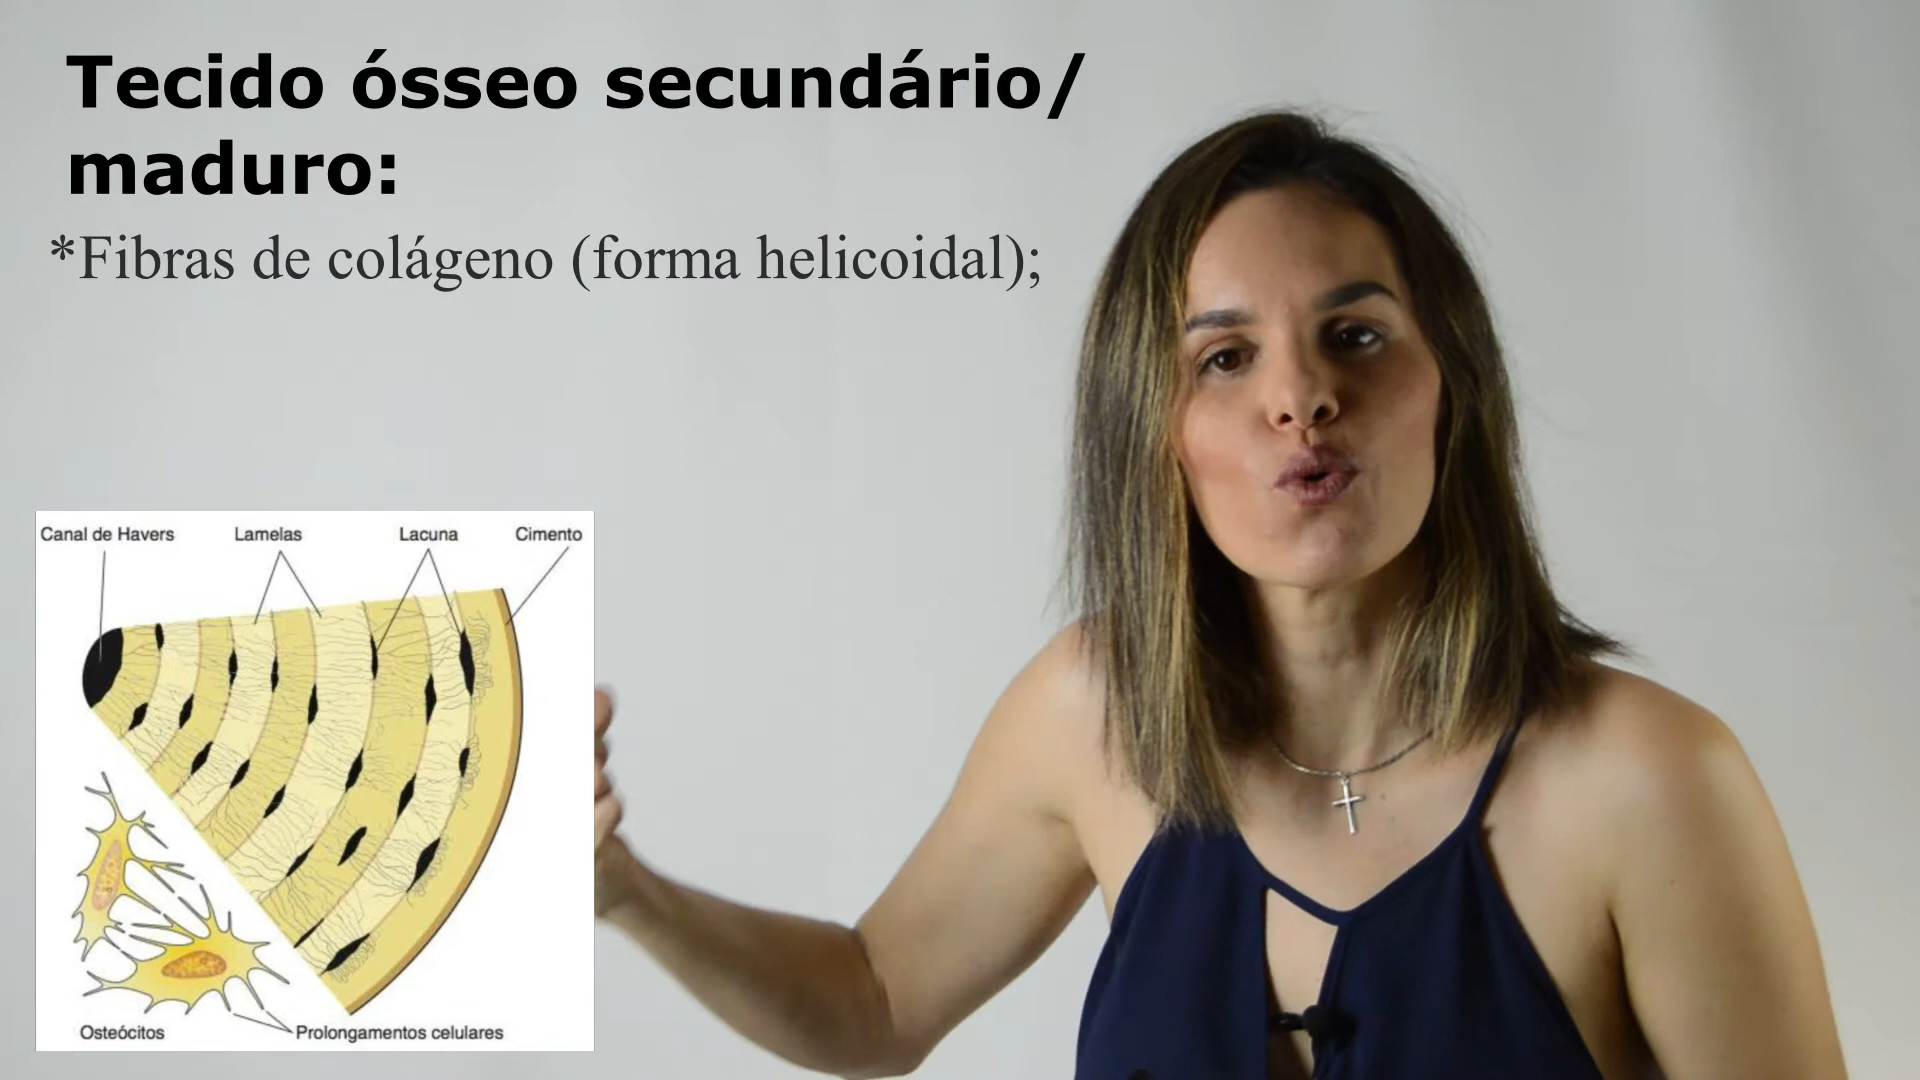 Tecido ósseo secundário/
maduro:
*Fibras de colágeno (forma helicoidal);
Canal de Havers
Lamelas
Lacuna
Cimento
Osteócitos
Prolongamentos celulares